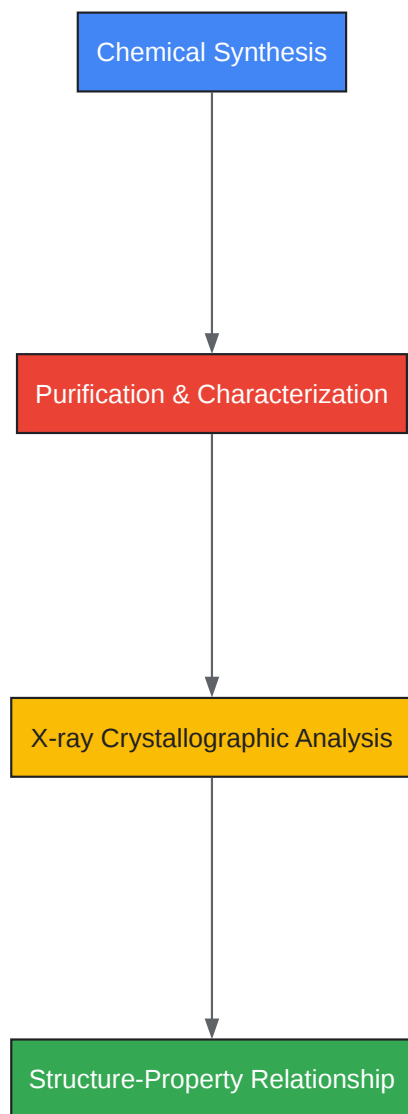 Chemical Synthesis
Purification & Characterization
X-ray Crystallographic Analysis
Structure-Property Relationship